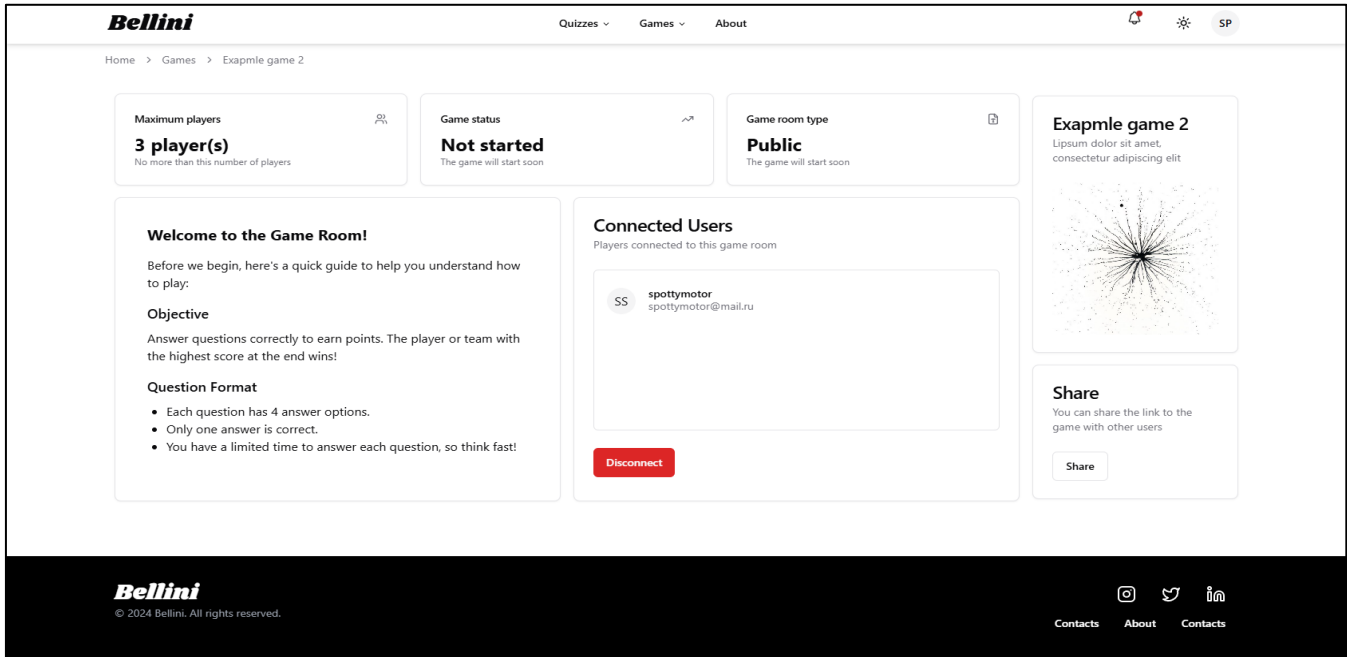 Bellini
Quizzes
Games
About
SP
Home > Games > Exapmle game 2
Maximum players
3 player(s)
No more than this number of players
Game status
Not started
The game will start soon
Game room type
Public
The game will start soon
Exapmle game 2
Lipsum dolor sit amet,
consectetur adipiscing elit
Welcome to the Game Room!
Before we begin, here's a quick guide to help you understand how
to play:
Objective
Answer questions correctly to earn points. The player or team with
the highest score at the end wins!
Question Format
• Each question has 4 answer options.
• Only one answer is correct.
• You have a limited time to answer each question, so think fast!
Connected Users
Players connected to this game room
SS
spottymotor
spottymotor@mail.ru
Disconnect
Share
You can share the link to the
game with other users
Share
Bellini
© 2024 Bellini. All rights reserved.
Contacts
About
Contacts